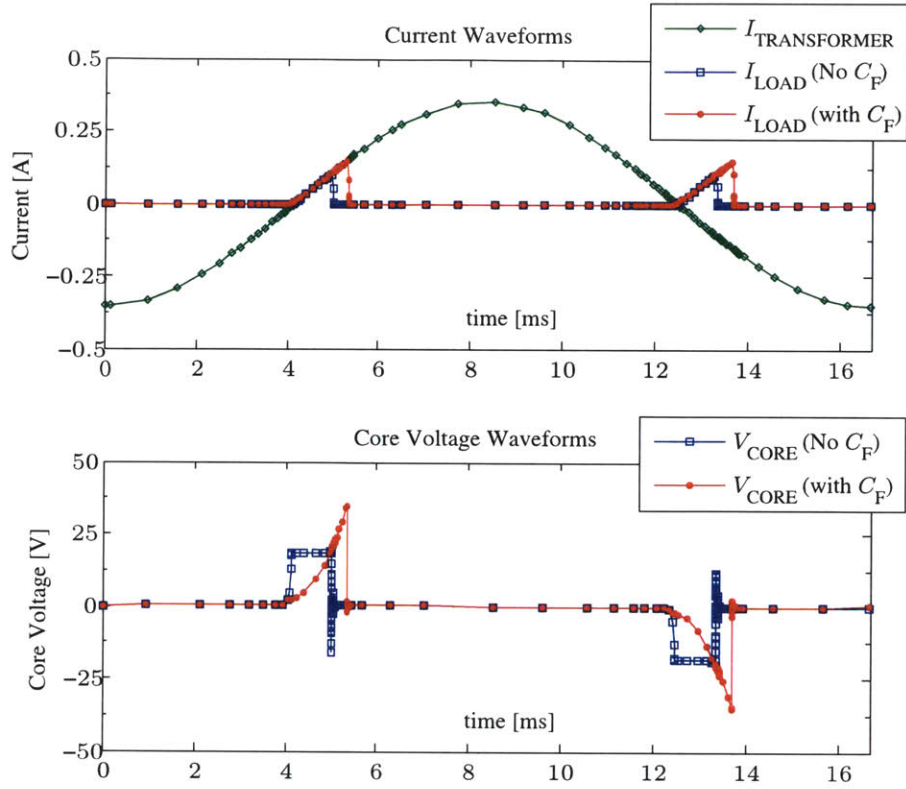 Current Waveforms
I_TRANSFORMER
I_LOAD (No C_F)
I_LOAD (with C_F)
0.5
0.25
0
−0.25
−0.5
Current [A]
time [ms]
0 2 4 6 8 10 12 14 16
Core Voltage Waveforms
V_CORE (No C_F)
V_CORE (with C_F)
50
25
0
−25
−50
Core Voltage [V]
time [ms]
0 2 4 6 8 10 12 14 16